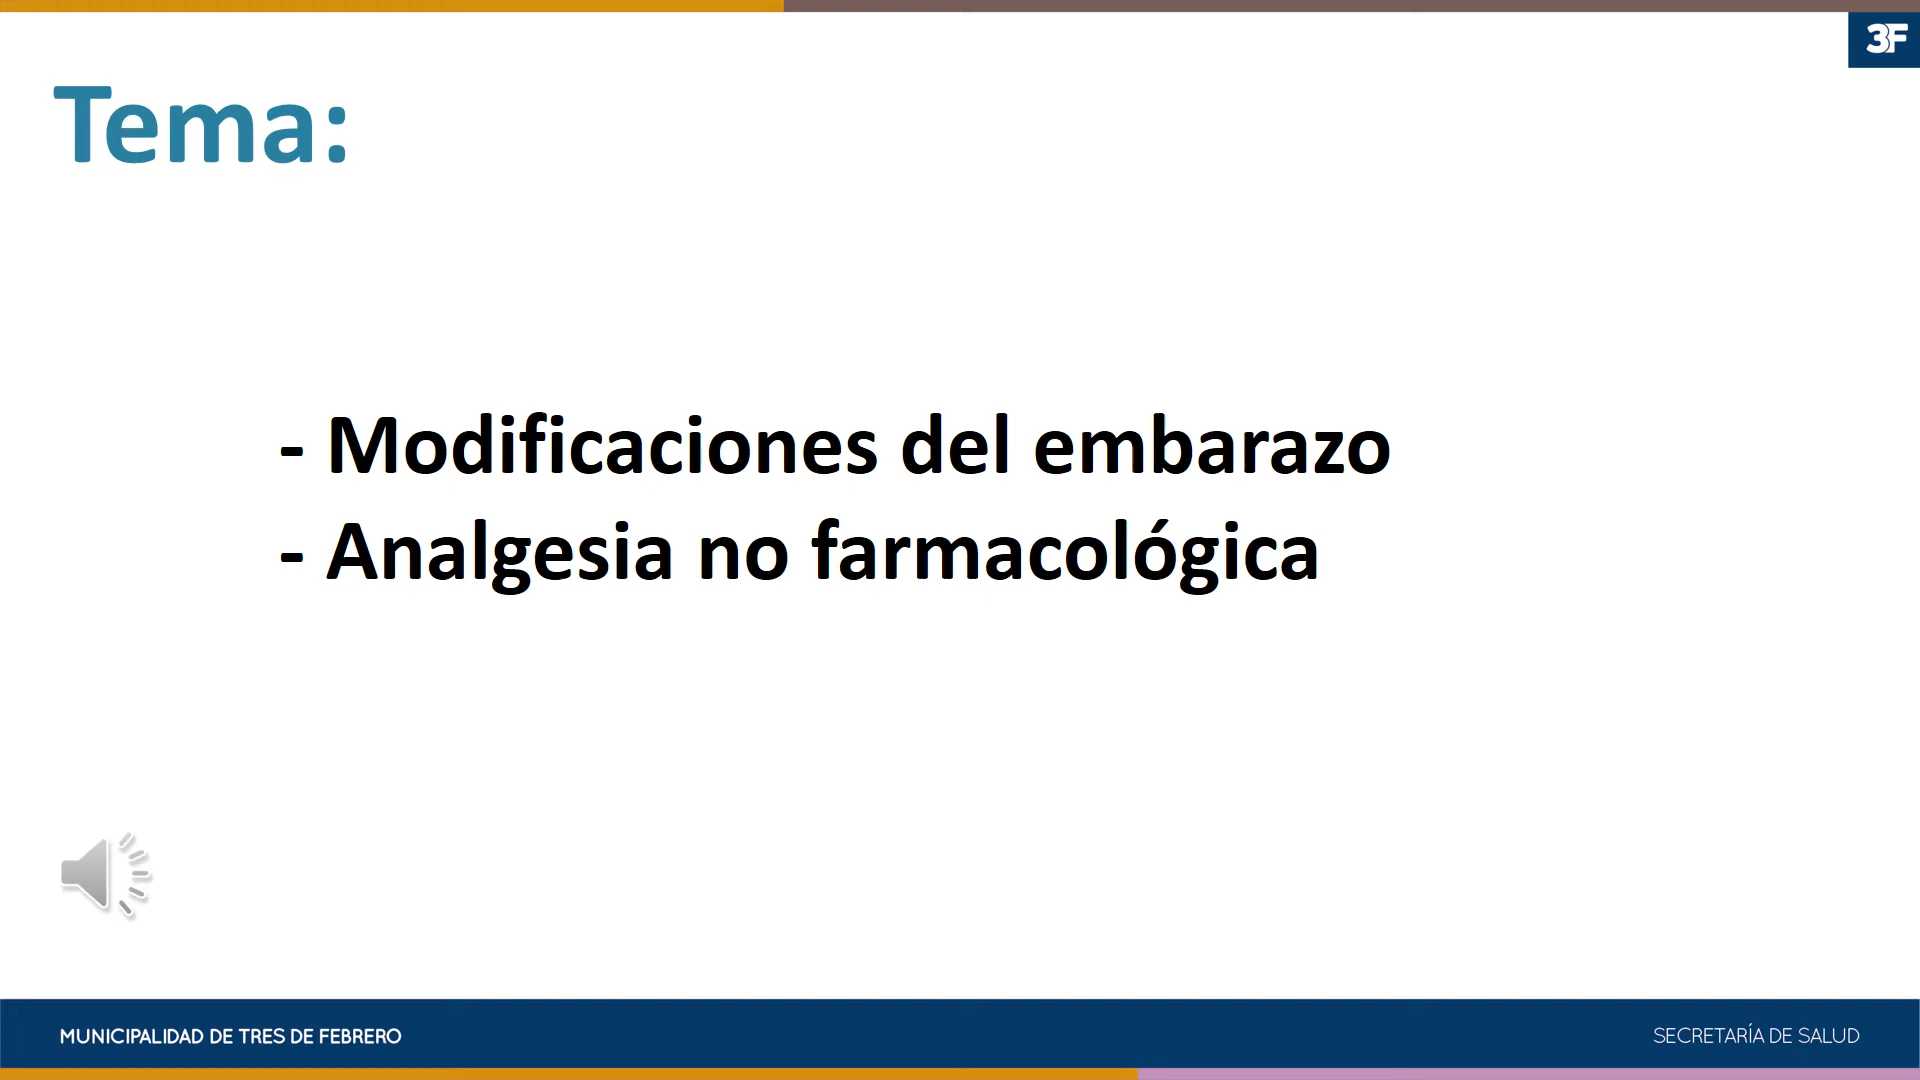 3F
Tema:
- Modificaciones del embarazo
- Analgesia no farmacológica
MUNICIPALIDAD DE TRES DE FEBRERO
SECRETARÍA DE SALUD